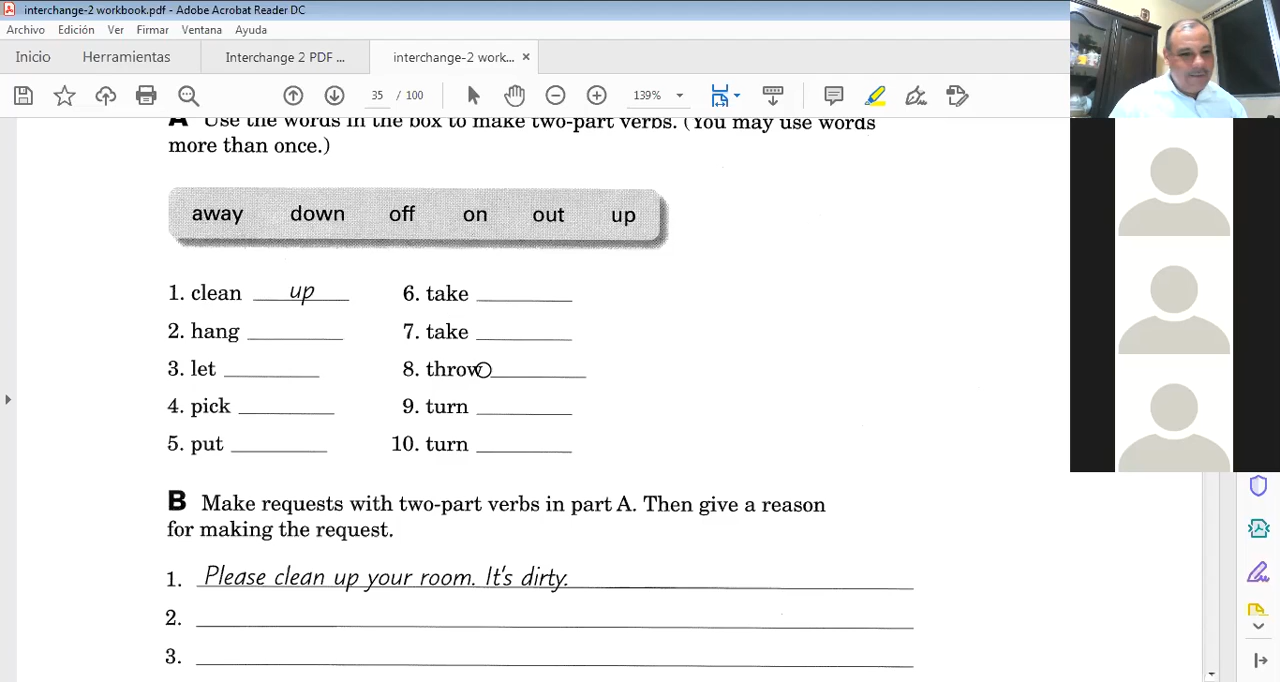 interchange-2 workbook.pdf - Adobe Acrobat Reader DC
Archivo Edición Ver Firmar Ventana Ayuda
Inicio Herramientas Interchange 2 PDF ... interchange-2 work... ×
35 / 100 139%
A Use the words in the box to make two-part verbs. (You may use words
more than once.)
away down off on out up
1. clean up 6. take
2. hang 7. take
3. let 8. throw
4. pick 9. turn
5. put 10. turn
B Make requests with two-part verbs in part A. Then give a reason
for making the request.
1. Please clean up your room. It's dirty.
2.
3.